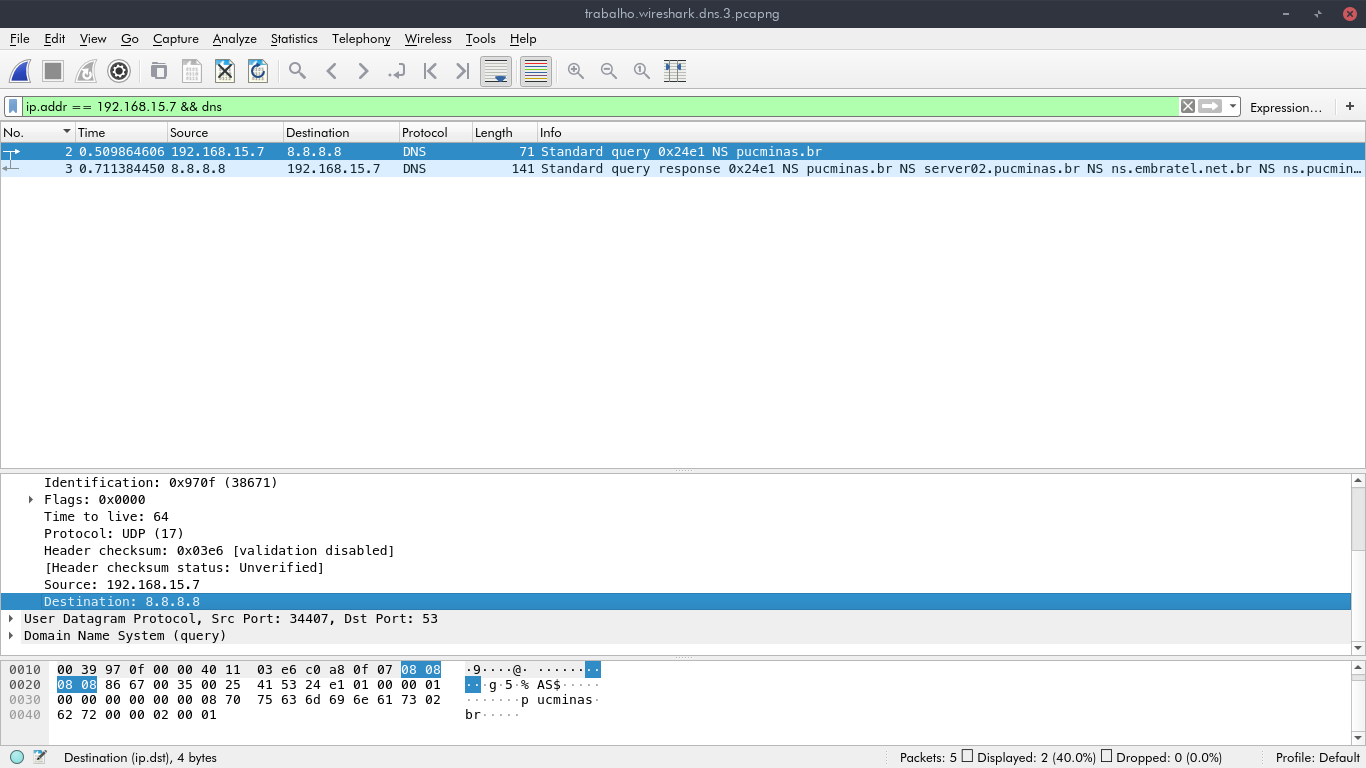 trabalho.wireshark.dns.3.pcapng
File Edit View Go Capture Analyze Statistics Telephony Wireless Tools Help
ip.addr == 192.168.15.7 && dns Expression… +
No. Time Source Destination Protocol Length Info
2 0.509864606 192.168.15.7 8.8.8.8 DNS 71 Standard query 0x24e1 NS pucminas.br
3 0.711384450 8.8.8.8 192.168.15.7 DNS 141 Standard query response 0x24e1 NS pucminas.br NS server02.pucminas.br NS ns.embratel.net.br NS ns.pucmin…
Identification: 0x970f (38671)
Flags: 0x0000
Time to live: 64
Protocol: UDP (17)
Header checksum: 0x03e6 [validation disabled]
[Header checksum status: Unverified]
Source: 192.168.15.7
Destination: 8.8.8.8
User Datagram Protocol, Src Port: 34407, Dst Port: 53
Domain Name System (query)
0010 00 39 97 0f 00 00 40 11 03 e6 c0 a8 0f 07 08 08 ·9····@· ········
0020 08 08 86 67 00 35 00 25 41 53 24 e1 01 00 00 01 ···g·5·% AS$·····
0030 00 00 00 00 00 00 08 70 75 63 6d 69 6e 61 73 02 ·······p ucminas·
0040 62 72 00 00 02 00 01 br·····
Destination (ip.dst), 4 bytes Packets: 5 □ Displayed: 2 (40.0%) □ Dropped: 0 (0.0%) Profile: Default